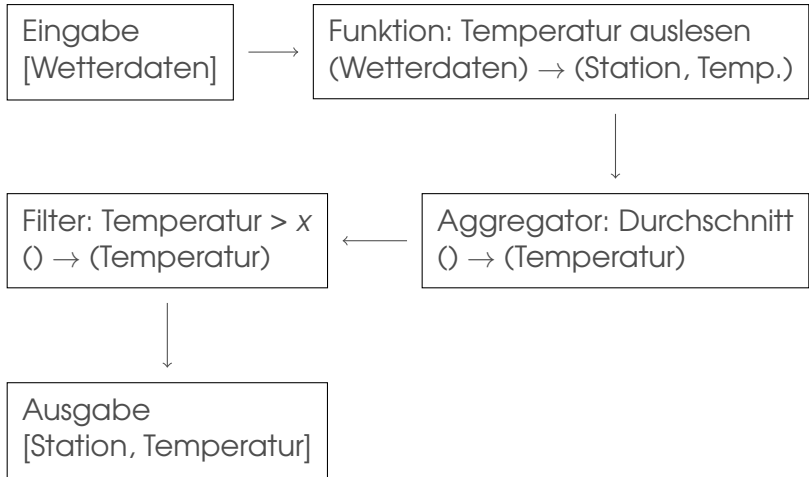 Eingabe
[Wetterdaten]
Funktion: Temperatur auslesen
(Wetterdaten) → (Station, Temp.)
Aggregator: Durchschnitt
() → (Temperatur)
Filter: Temperatur > x
() → (Temperatur)
Ausgabe
[Station, Temperatur]